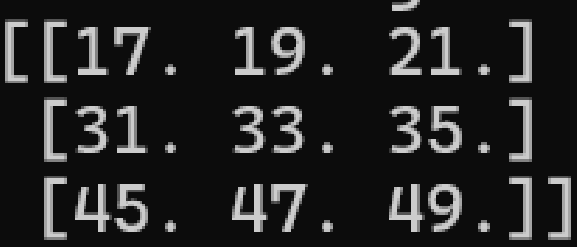 [[17. 19. 21.]
[31. 33. 35.]
[45. 47. 49.]]